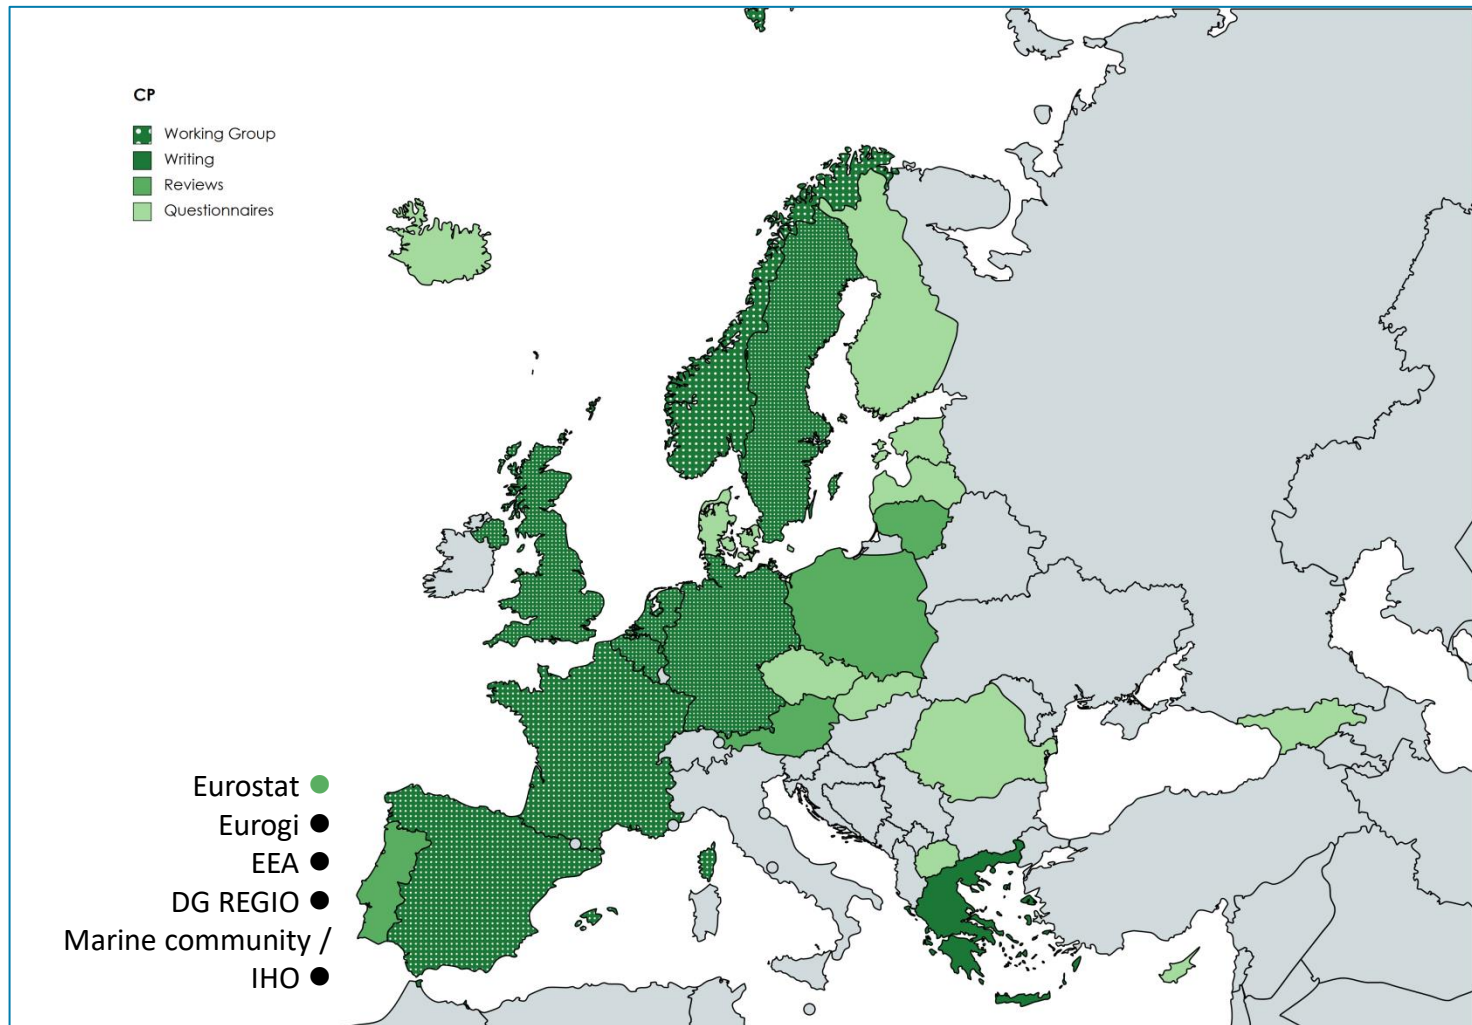 CP
Working Group
Writing
Reviews
Questionnaires
Eurostat
Eurogi
EEA
DG REGIO
Marine community /
IHO